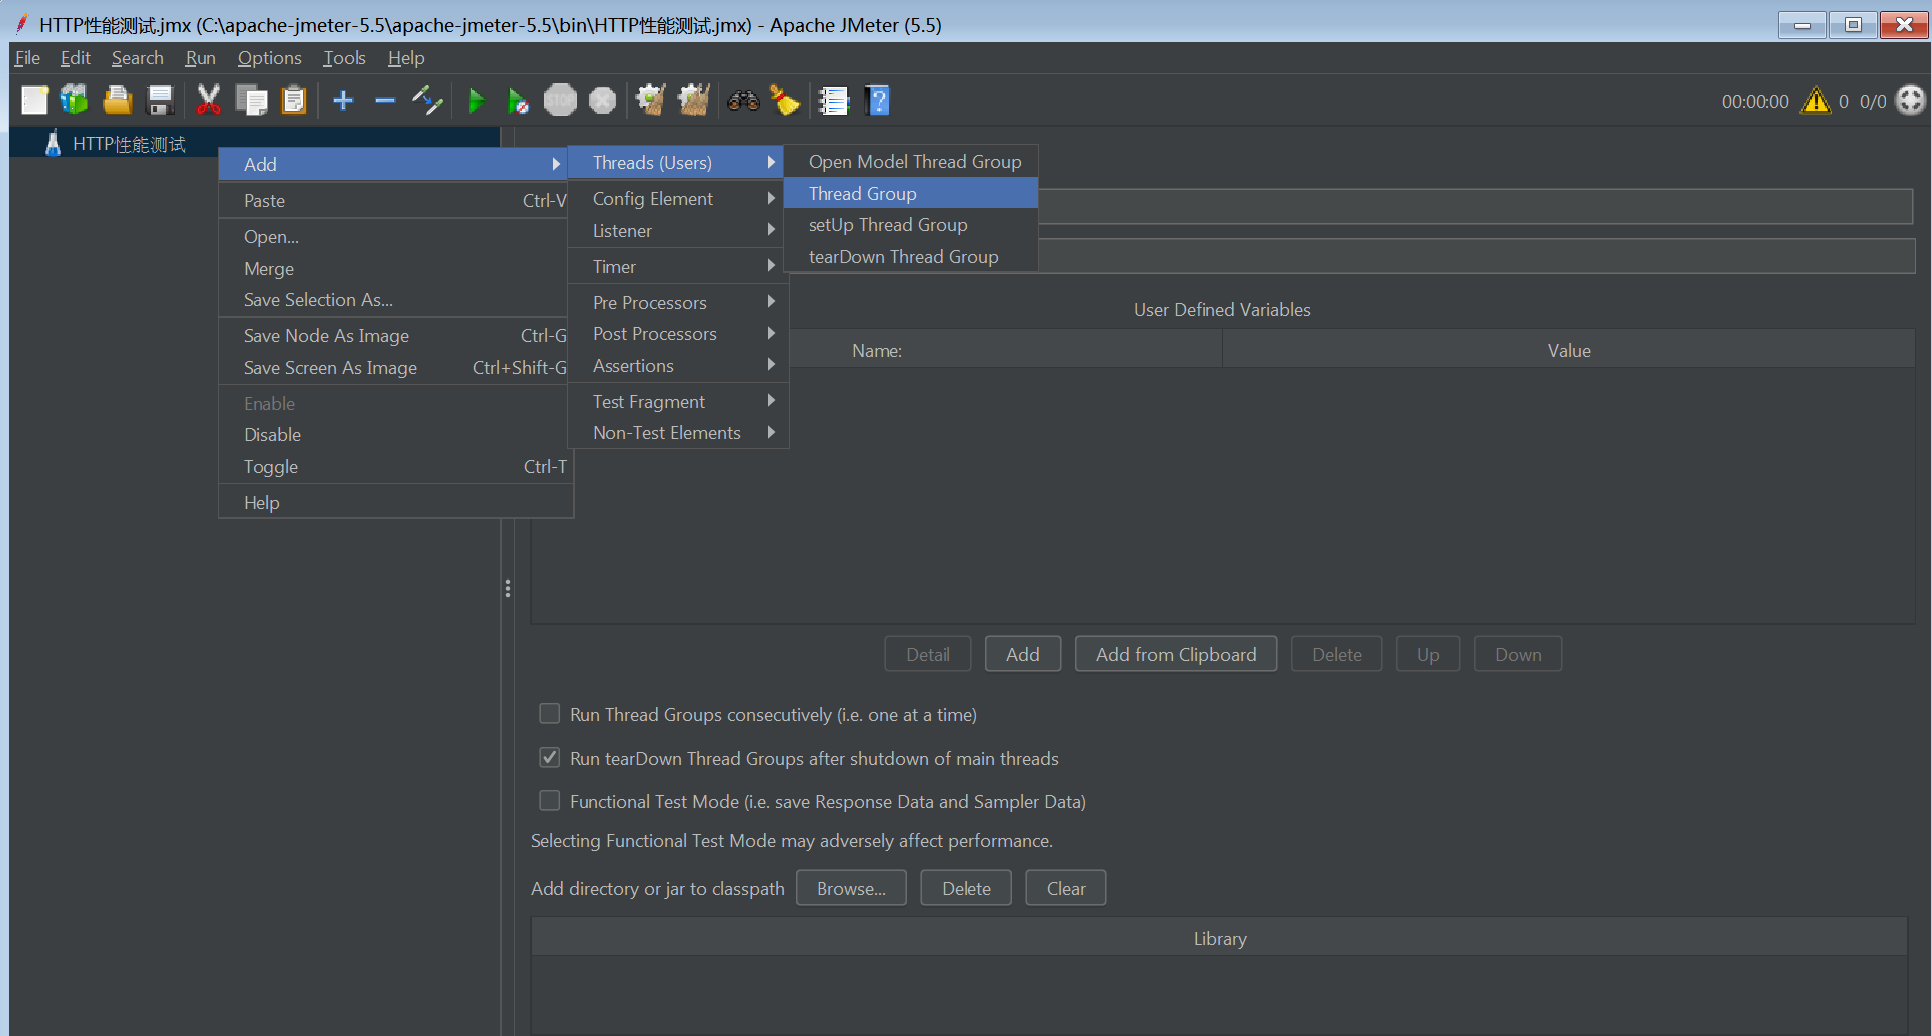 HTTP性能测试.jmx (C:\apache-jmeter-5.5\apache-jmeter-5.5\bin\HTTP性能测试.jmx) - Apache JMeter (5.5)
File Edit Search Run Options Tools Help
STOP
00:00:00 0 0/0
HTTP性能测试
Add
Paste Ctrl-V
Open...
Merge
Save Selection As...
Save Node As Image Ctrl-G
Save Screen As Image Ctrl+Shift-G
Enable
Disable
Toggle Ctrl-T
Help
Threads (Users)
Config Element
Listener
Timer
Pre Processors
Post Processors
Assertions
Test Fragment
Non-Test Elements
Open Model Thread Group
Thread Group
setUp Thread Group
tearDown Thread Group
User Defined Variables
Name: Value
Detail Add Add from Clipboard Delete Up Down
Run Thread Groups consecutively (i.e. one at a time)
Run tearDown Thread Groups after shutdown of main threads
Functional Test Mode (i.e. save Response Data and Sampler Data)
Selecting Functional Test Mode may adversely affect performance.
Add directory or jar to classpath Browse... Delete Clear
Library